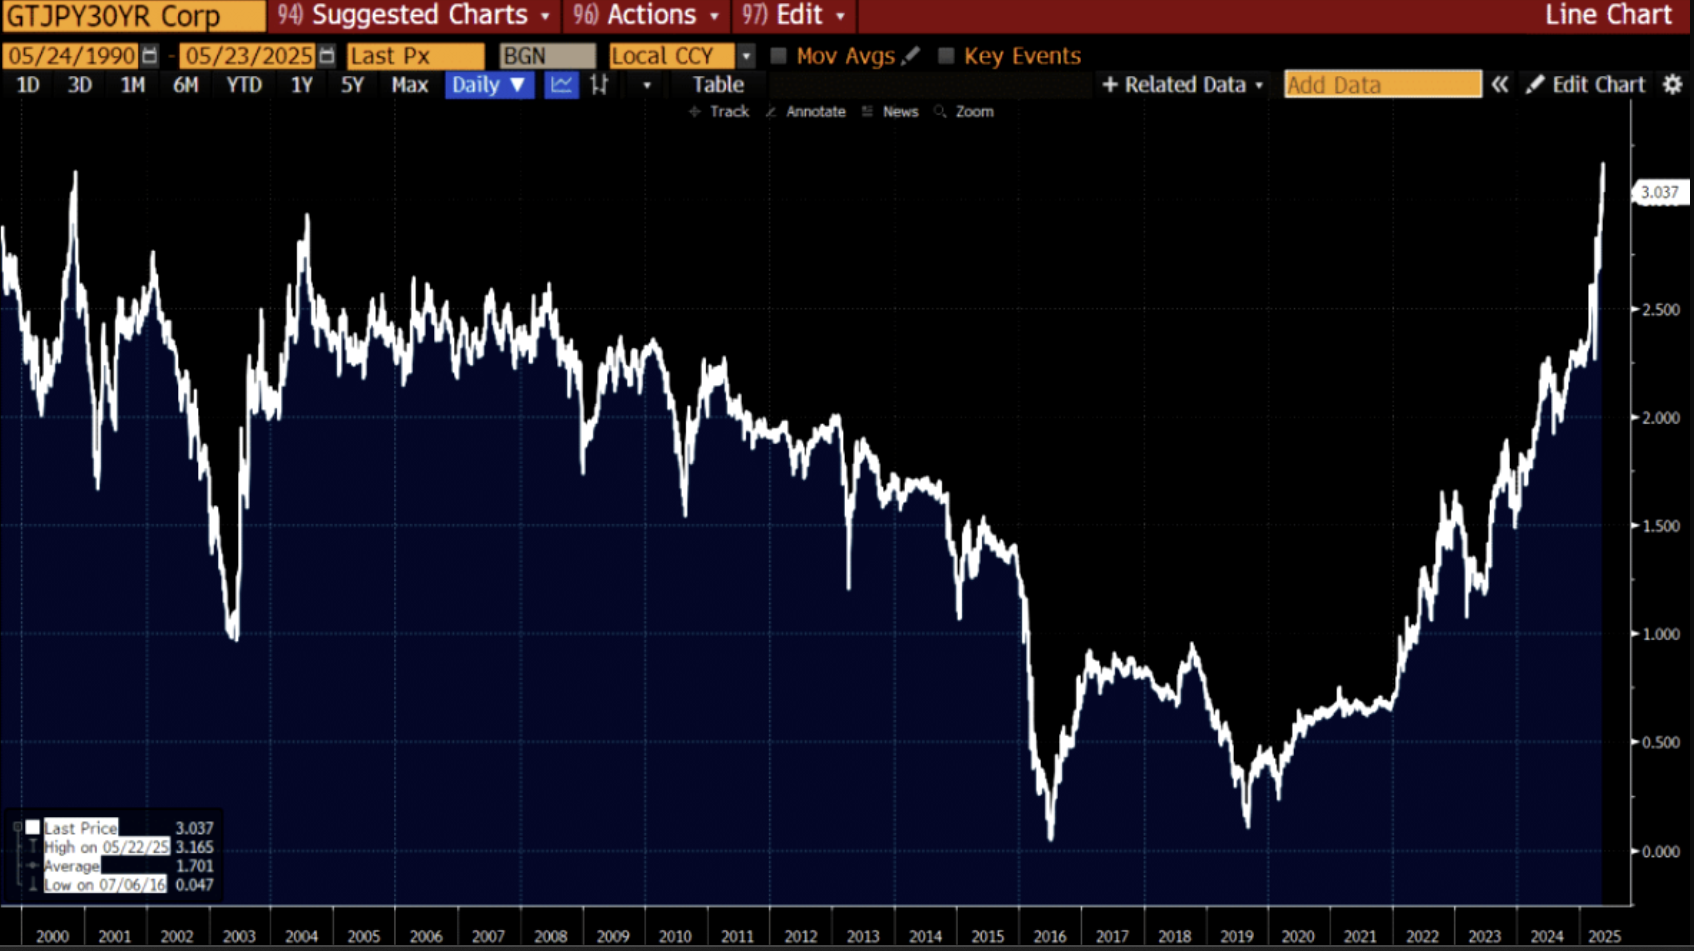 GTJPY30YR Corp 94) Suggested Charts 96) Actions 97) Edit Line Chart
05/24/1990 - 05/23/2025 Last Px BGN Local CCY Mov Avgs Key Events
1D 3D 1M 6M YTD 1Y 5Y Max Daily ▼ Table + Related Data Add Data « Edit Chart
Track Annotate News Zoom
3.037
2.500
2.000
1.500
1.000
0.500
0.000
Last Price 3.037
High on 05/22/25 3.165
Average 1.701
Low on 07/06/16 0.047
2000 2001 2002 2003 2004 2005 2006 2007 2008 2009 2010 2011 2012 2013 2014 2015 2016 2017 2018 2019 2020 2021 2022 2023 2024 2025